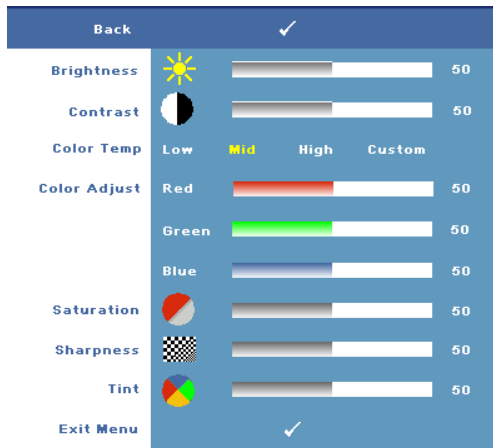 Back
Brightness 50
Contrast 50
Color Temp Low Mid High Custom
Color Adjust Red 50
Green 50
Blue 50
Saturation 50
Sharpness 50
Tint 50
Exit Menu